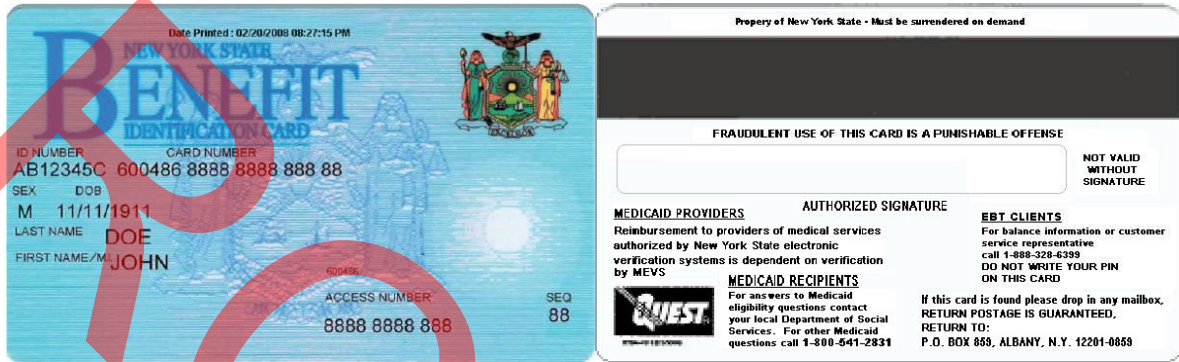 Date Printed : 02/20/2008 08:27:15 PM
NEW YORK STATE
BENEFIT
IDENTIFICATION CARD
ID NUMBER CARD NUMBER
AB12345C 600486 8888 8888 888 88
SEX DOB
M 11/11/1911
LAST NAME DOE
FIRST NAME/M.I. JOHN
600486
ACCESS NUMBER SEQ
8888 8888 888 88
EXCELSIOR
Propery of New York State - Must be surrendered on demand
FRAUDULENT USE OF THIS CARD IS A PUNISHABLE OFFENSE
NOT VALID
WITHOUT
SIGNATURE
AUTHORIZED SIGNATURE
MEDICAID PROVIDERS
Reimbursement to providers of medical services
authorized by New York State electronic
verification systems is dependent on verification
by MEVS
QUEST
MEDICAID RECIPIENTS
For answers to Medicaid
eligibility questions contact
your local Department of Social
Services. For other Medicaid
questions call 1-800-541-2831
EBT CLIENTS
For balance information or customer
service representative
call 1-888-328-6399
DO NOT WRITE YOUR PIN
ON THIS CARD
If this card is found please drop in any mailbox,
RETURN POSTAGE IS GUARANTEED,
RETURN TO:
P.O. BOX 859, ALBANY, N.Y. 12201-0859